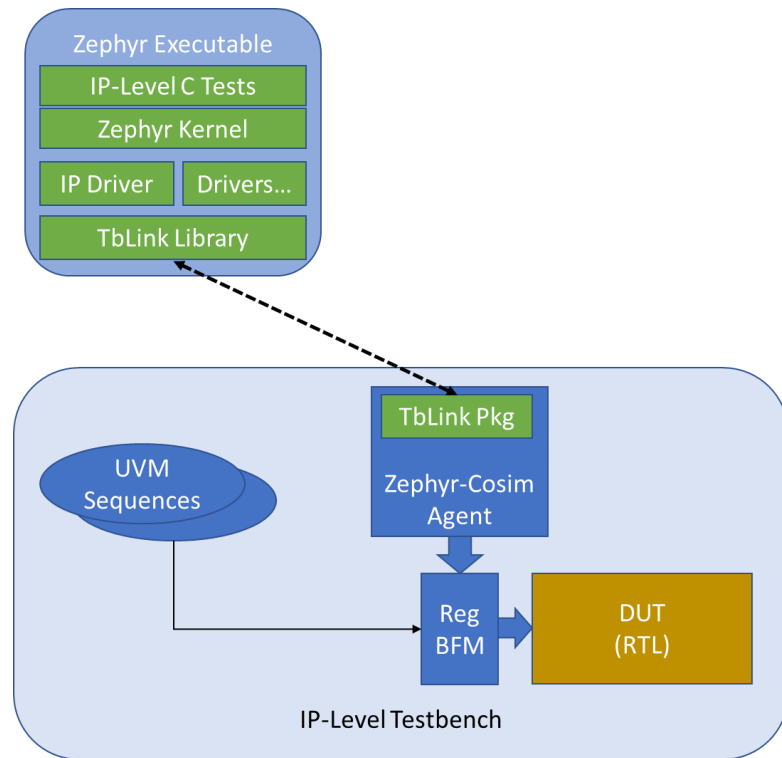 Zephyr Executable
IP-Level C Tests
Zephyr Kernel
IP Driver
Drivers...
TbLink Library
TbLink Pkg
Zephyr-Cosim
Agent
UVM
Sequences
Reg
BFM
DUT
(RTL)
IP-Level Testbench